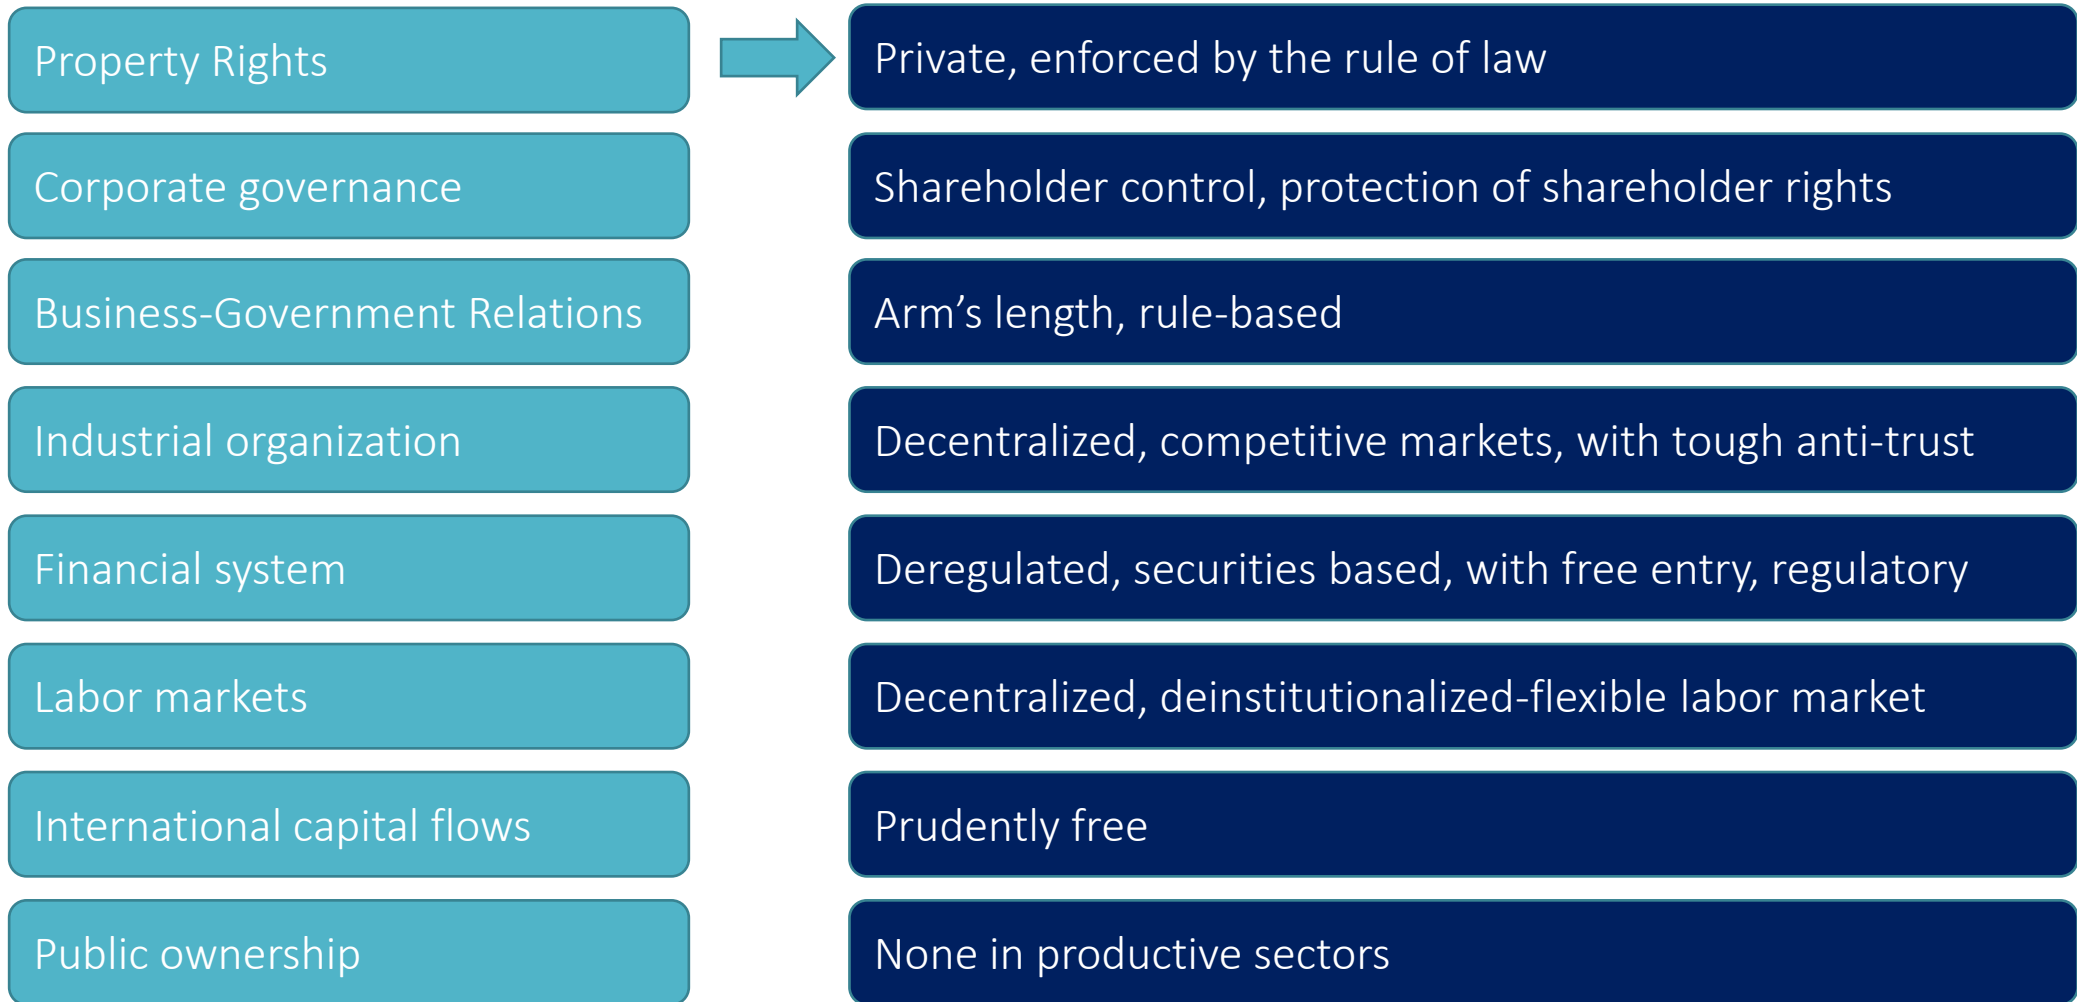 Property Rights
Private, enforced by the rule of law
Corporate governance
Shareholder control, protection of shareholder rights
Business-Government Relations
Arm’s length, rule-based
Industrial organization
Decentralized, competitive markets, with tough anti-trust
Financial system
Deregulated, securities based, with free entry, regulatory
Labor markets
Decentralized, deinstitutionalized-flexible labor market
International capital flows
Prudently free
Public ownership
None in productive sectors